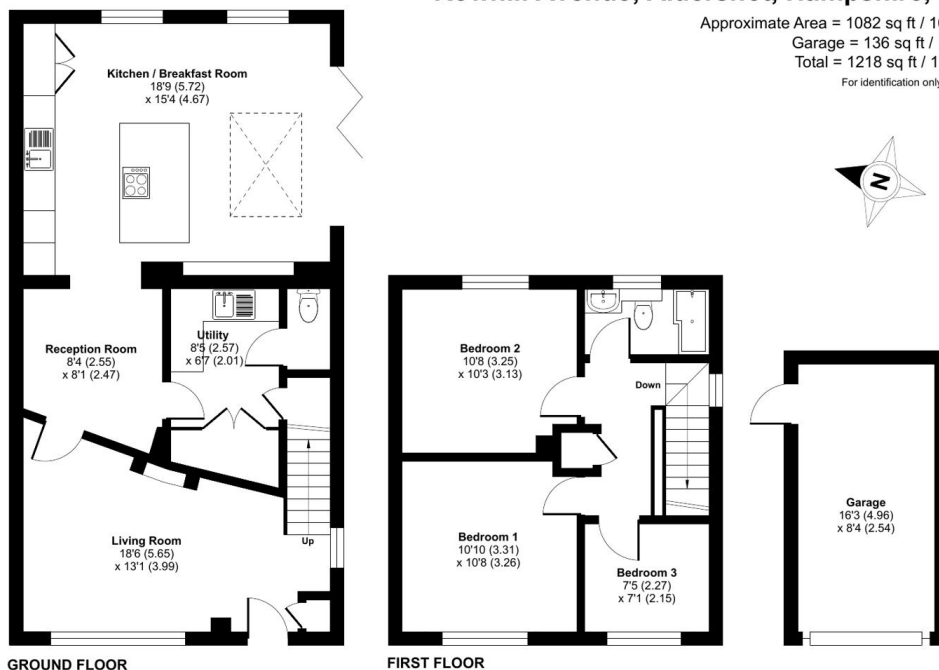 Approximate Area = 1082 sq ft /
Garage = 136 sq ft /
Total = 1218 sq ft /
For identification only
Kitchen / Breakfast Room
18'9 (5.72)
x 15'4 (4.67)
N
Reception Room
8'4 (2.55)
x 8'1 (2.47)
Utility
8'5 (2.57)
x 6'7 (2.01)
Living Room
18'6 (5.65)
x 13'1 (3.99)
Up
GROUND FLOOR
Bedroom 2
10'8 (3.25)
x 10'3 (3.13)
Down
Bedroom 1
10'10 (3.31)
x 10'8 (3.26)
Bedroom 3
7'5 (2.27)
x 7'1 (2.15)
FIRST FLOOR
Garage
16'3 (4.96)
x 8'4 (2.54)